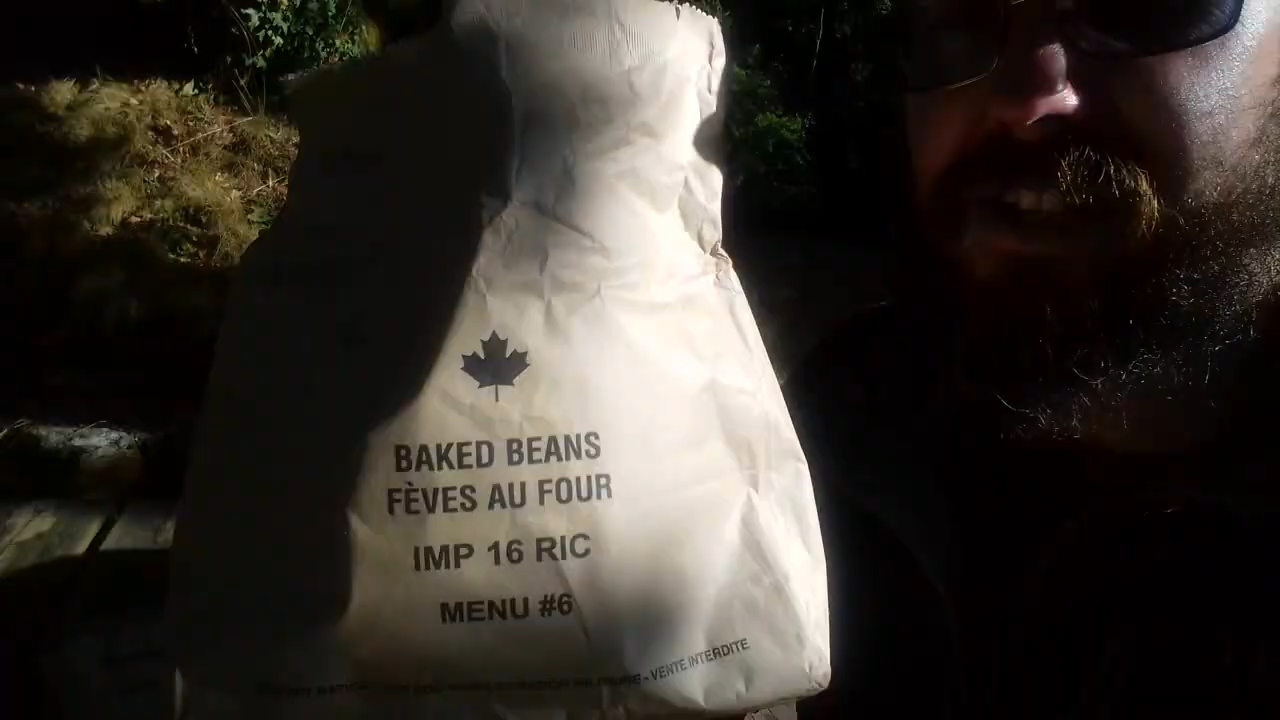 BAKED BEANS
FÈVES AU FOUR
IMP 16 RIC
MENU #6
- VENTE INTERDITE